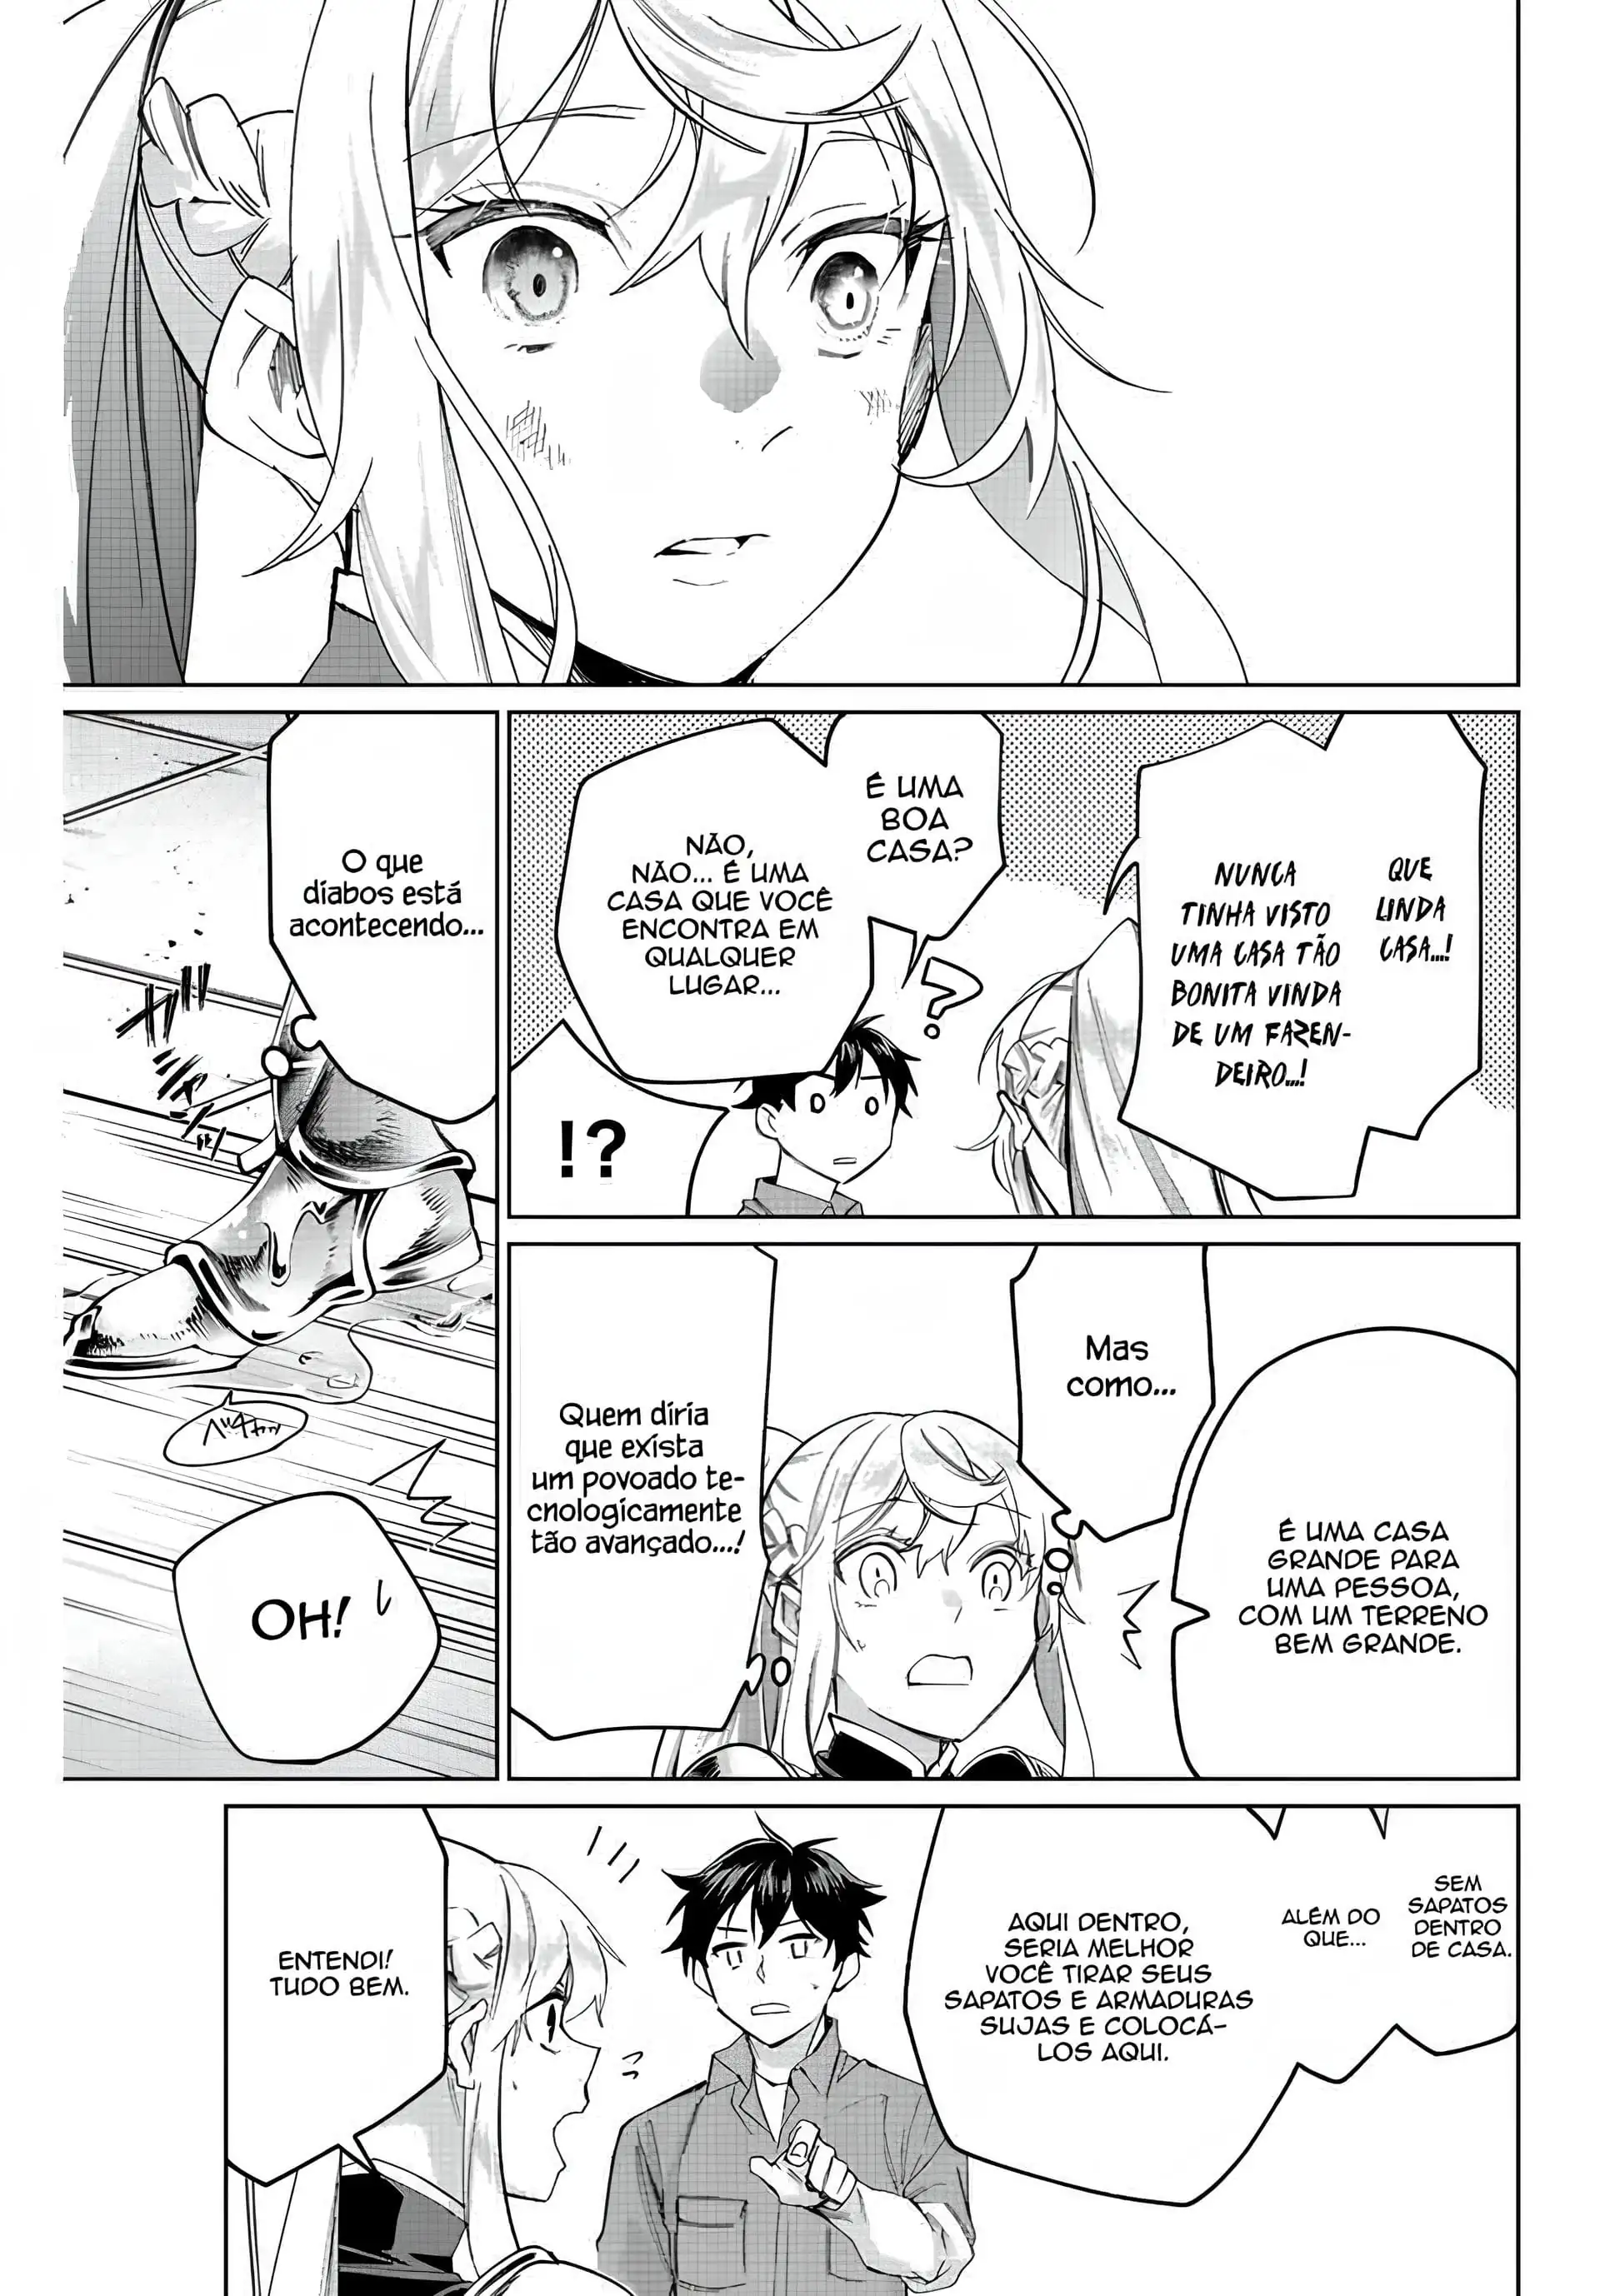 QUE
LINDA
CASA...!
NUNCA
TINHA VISTO
UMA CASA TÃO
BONITA VINDA
DE UM FAZEN-
DEIRO...!
?
É UMA
BOA
CASA?
NÃO,
NÃO... É UMA
CASA QUE VOCÊ
ENCONTRA EM
QUALQUER
LUGAR...
!?
É UMA CASA
GRANDE PARA
UMA PESSOA,
COM UM TERRENO
BEM GRANDE.
Mas
como...
Quem diria
que exista
um povoado te-
cnologicamente
tão avançado...!
O que
diabos está
acontecendo...
OH!
SEM
SAPATOS
DENTRO
DE CASA.
ALÉM DO
QUE...
AQUI DENTRO,
SERIA MELHOR
VOCÊ TIRAR SEUS
SAPATOS E ARMADURAS
SUJAS E COLOCÁ-
LOS AQUI.
ENTENDI!
TUDO BEM.